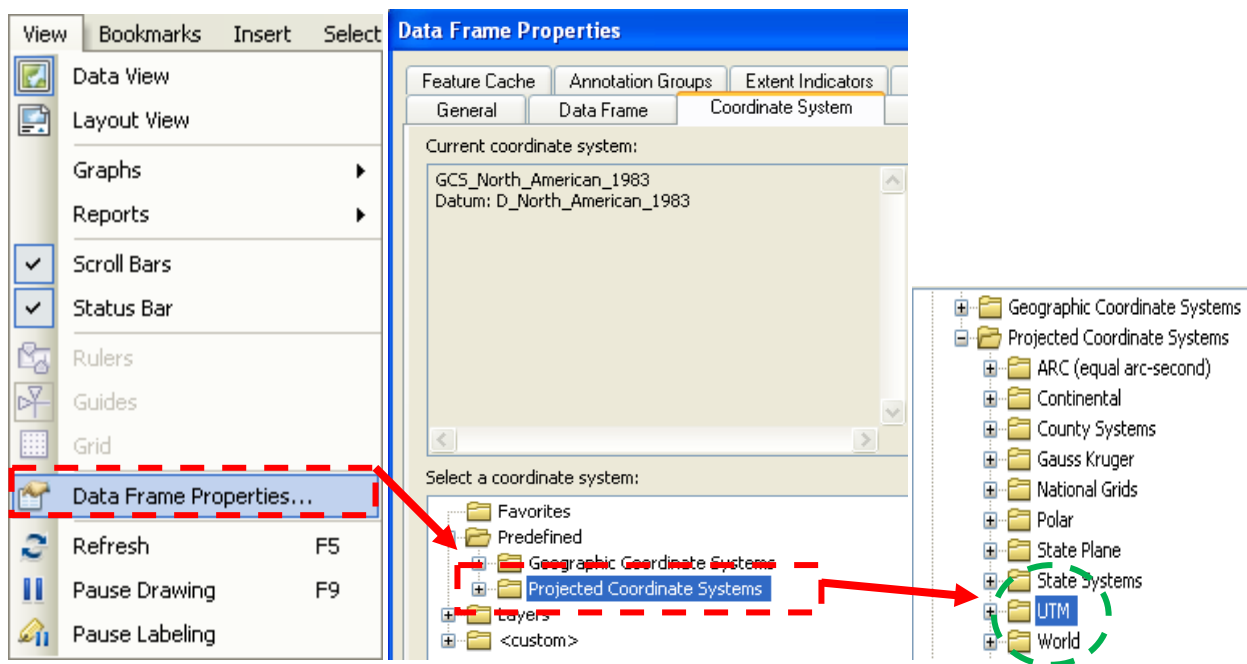 View Bookmarks Insert Select
Data View
Layout View
Graphs
Reports
Scroll Bars
Status Bar
Rulers
Guides
Grid
Data Frame Properties...
Refresh F5
Pause Drawing F9
Pause Labeling
Data Frame Properties
Feature Cache Annotation Groups Extent Indicators
General Data Frame Coordinate System
Current coordinate system:
GCS_North_American_1983
Datum: D_North_American_1983
Select a coordinate system:
Favorites
Predefined
Geographic Coordinate Systems
Projected Coordinate Systems
Layers
<custom>
Geographic Coordinate Systems
Projected Coordinate Systems
ARC (equal arc-second)
Continental
County Systems
Gauss Kruger
National Grids
Polar
State Plane
State Systems
UTM
World